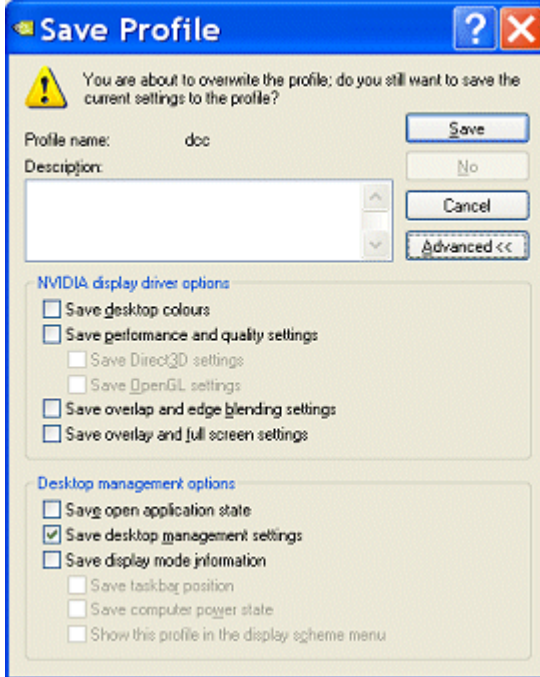 Save Profile
You are about to overwrite the profile; do you still want to save the
current settings to the profile?
Save
Profile name: dcc
No
Description:
Cancel
Advanced <<
NVIDIA display driver options
Save desktop colours
Save performance and quality settings
Save Direct3D settings
Save OpenGL settings
Save overlap and edge blending settings
Save overlay and full screen settings
Desktop management options
Save open application state
Save desktop management settings
Save display mode information
Save taskbar position
Save computer power state
Show this profile in the display scheme menu